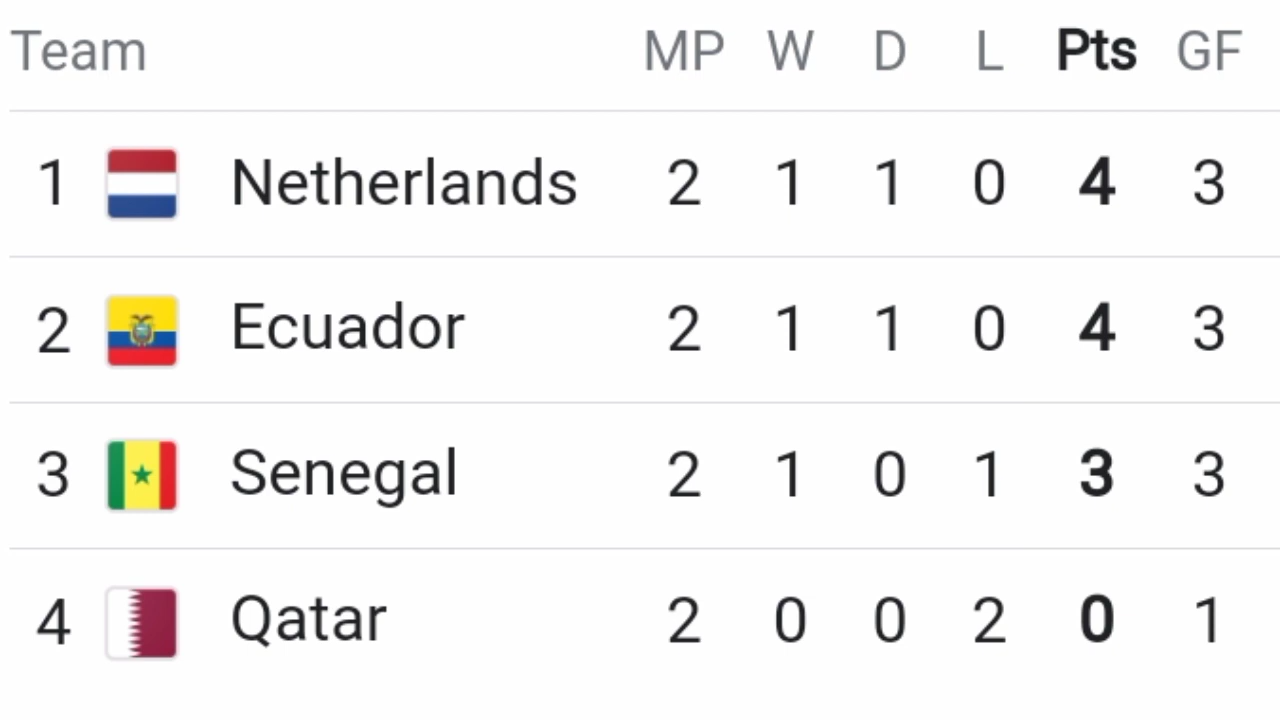 Team MP W D L Pts GF
1 Netherlands 2 1 1 0 4 3
2 Ecuador 2 1 1 0 4 3
3 Senegal 2 1 0 1 3 3
4 Qatar 2 0 0 2 0 1